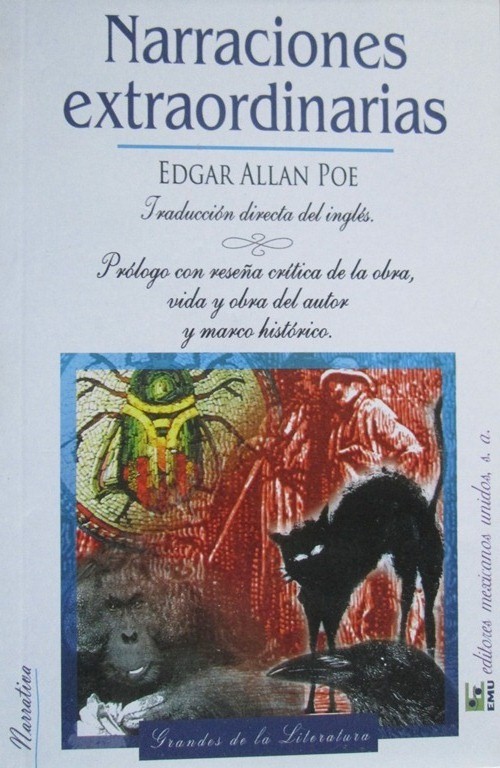 Narraciones
extraordinarias
EDGAR ALLAN POE
Traducción directa del inglés.
Prólogo con reseña crítica de la obra,
vida y obra del autor
y marco histórico.
editores mexicanos unidos, s. a.
EMU
Narrativa
Grandes de la Literatura